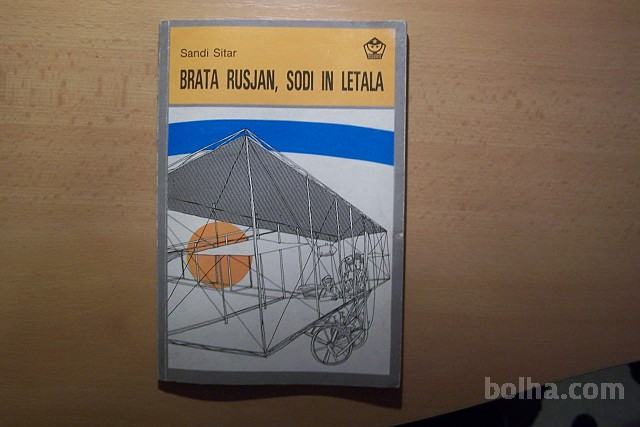 Sandi Sitar
BRATA RUSJAN, SODI IN LETALA
bolha.com